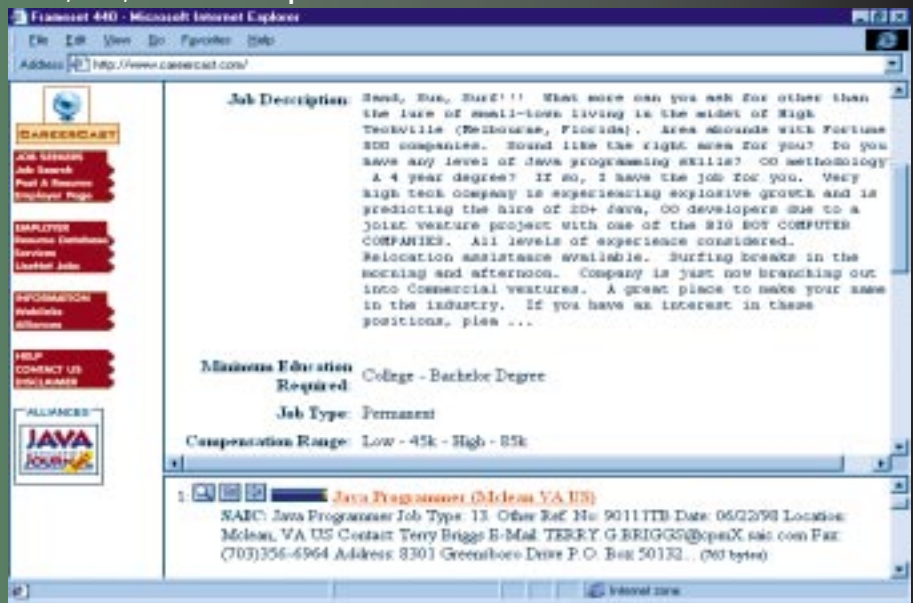 Frameset 440 - Microsoft Internet Explorer
File Edit View Go Favorites Help
Address http://www.careercast.com/
CAREERCAST
JOB SEEKERS
Job Search
Post A Resume
Employer Page
EMPLOYER
Resume Database
Services
UseNet Jobs
INFORMATION
Weblinks
Alliances
HELP
CONTACT US
DISCLAIMER
ALLIANCES
JAVA
JOURNAL
Job Description: Sand, Sun, Surf!!! What more can you ask for other than
the lure of small-town living in the midst of High
Techville (Melbourne, Florida). Area abounds with Fortune
500 companies. Sound like the right area for you? Do you
have any level of Java programming skills? OO methodology
A 4 year degree? If so, I have the job for you. Very
high tech company is experiencing explosive growth and is
predicting the hire of 20+ Java, OO developers due to a
joint venture project with one of the BIG BOY COMPUTER
COMPANIES. All levels of experience considered.
Relocation assistance available. Surfing breaks in the
morning and afternoon. Company is just now branching out
into Commercial ventures. A great place to make your name
in the industry. If you have an interest in these
positions, plea ...
Minimum Education Required: College - Bachelor Degree
Job Type: Permanent
Compensation Range: Low - 45k - High - 85k
1: Java Programmer (Mclean VA US)
SAIC: Java Programmer Job Type: 13. Other Ref. No: 9011JTB Date: 06/22/98 Location:
Mclean, VA US Contact: Terry Briggs E-Mail: TERRY.G.BRIGGS@cpmX.saic.com Fax:
(703)356-6964 Address: 8301 Greensboro Drive P.O. Box 50132... (763 bytes)
Internet zone